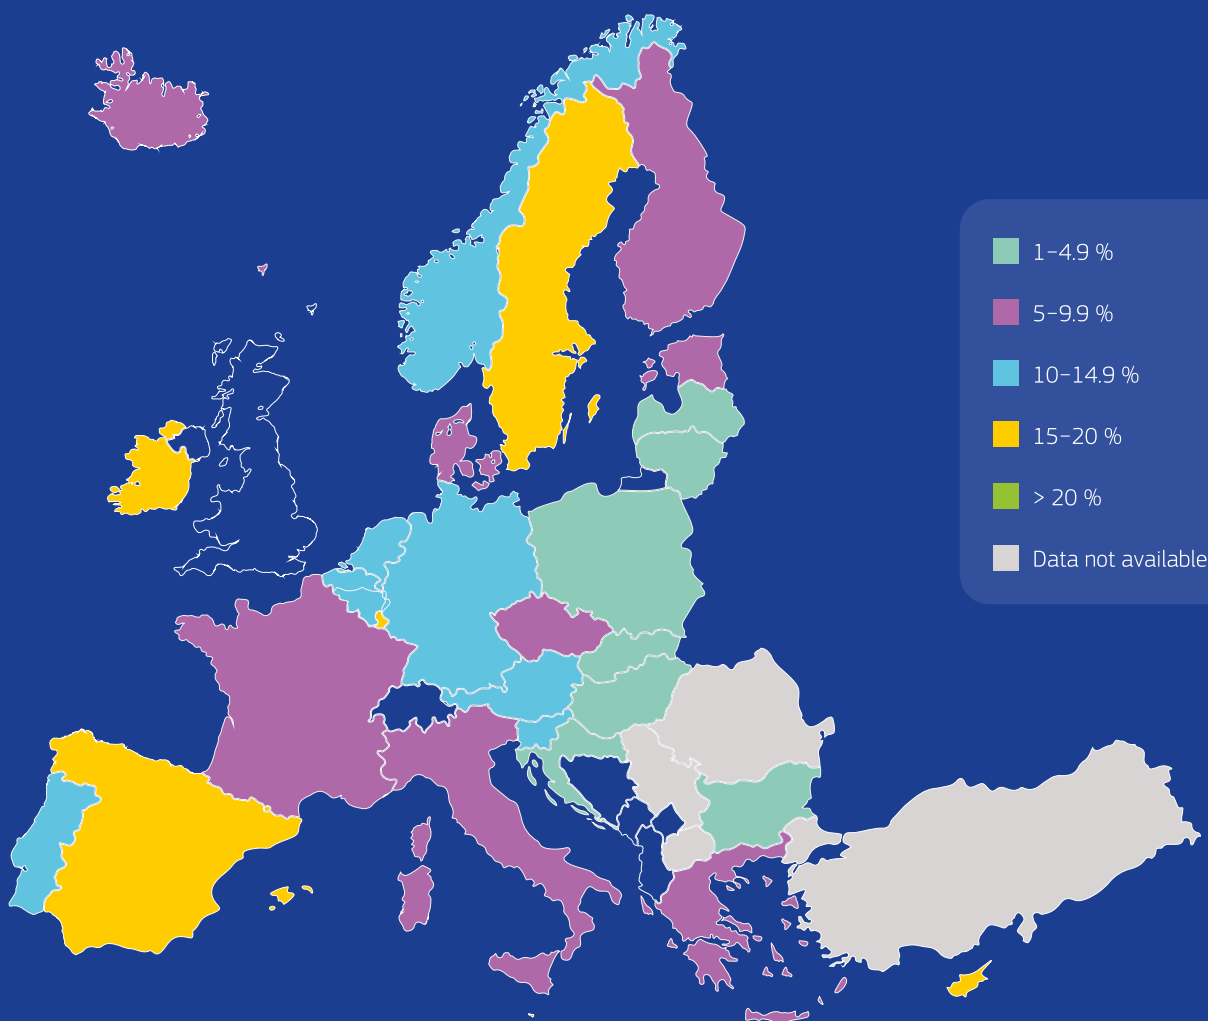 1–4.9 %
5–9.9 %
10–14.9 %
15–20 %
> 20 %
Data not available